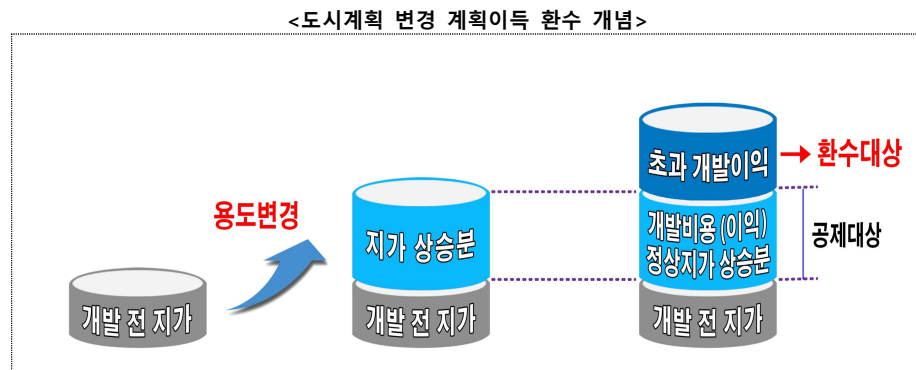 <도시계획 변경 계획이득 환수 개념>
초과 개발이익
환수대상
용도변경
지가 상승분
개발비용 (이익)
정상지가 상승분
공제대상
개발 전 지가
개발 전 지가
개발 전 지가